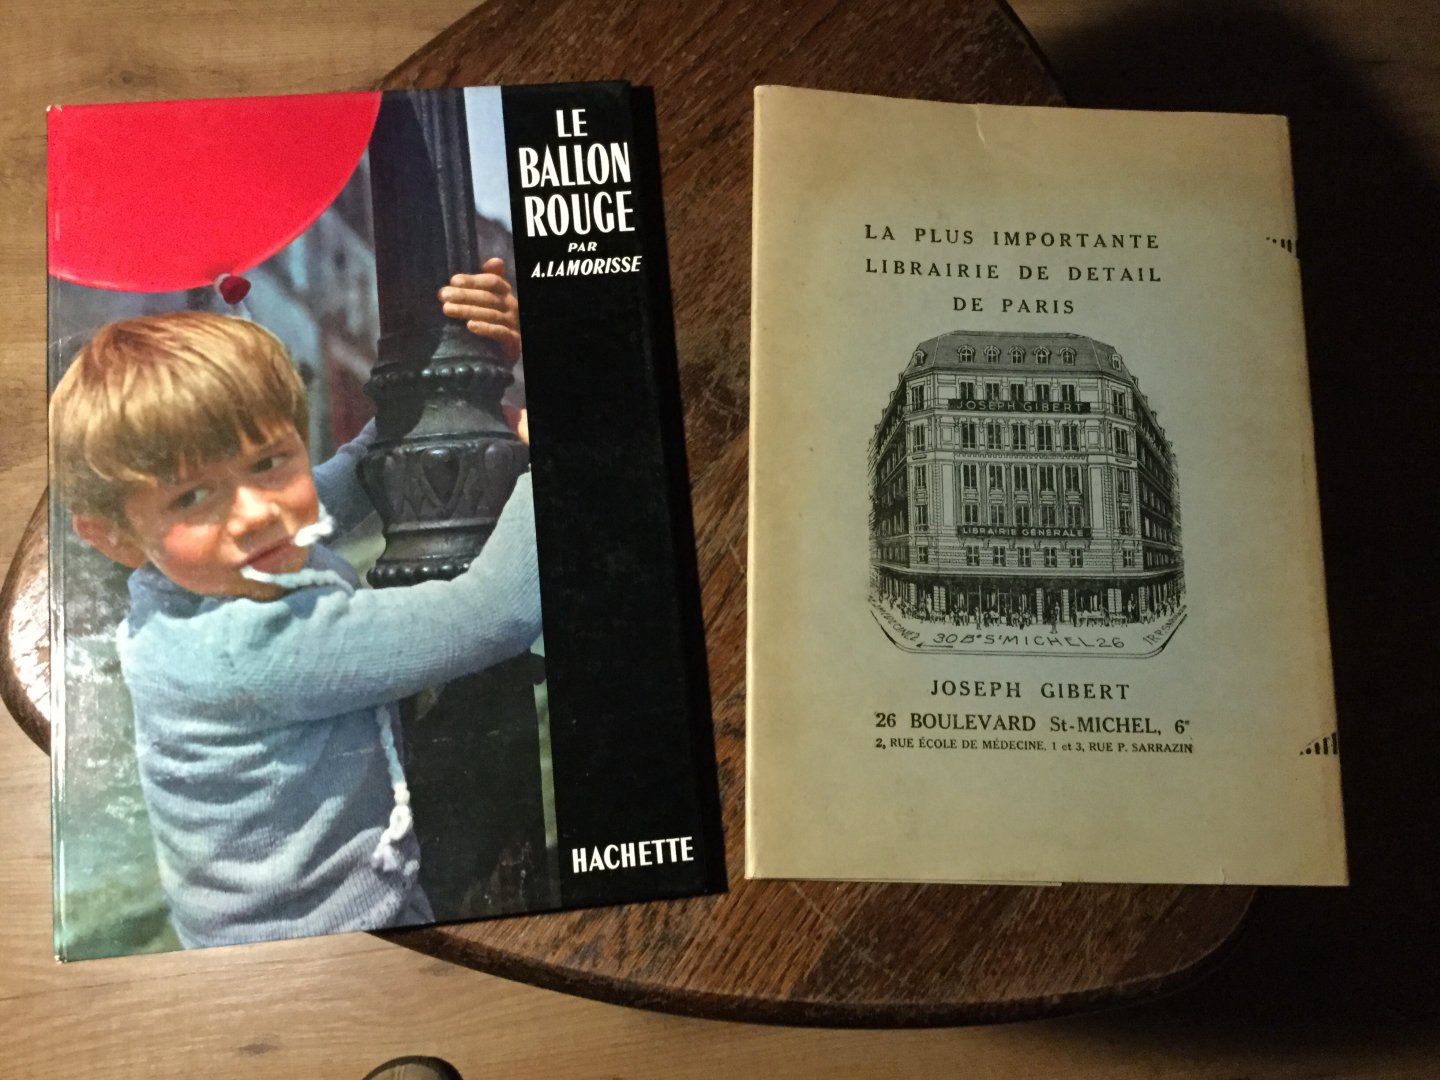 LE
BALLON
ROUGE
PAR
A. LAMORISSE
HACHETTE
LA PLUS IMPORTANTE
LIBRAIRIE DE DETAIL
DE PARIS
JOSEPH GIBERT
LIBRAIRIE GÉNÉRALE
30 Bᵈ Sᵗ MICHEL 26
JOSEPH GIBERT
26 BOULEVARD St-MICHEL, 6ᵉ
2, RUE ÉCOLE DE MÉDECINE, 1 et 3, RUE P. SARRAZIN